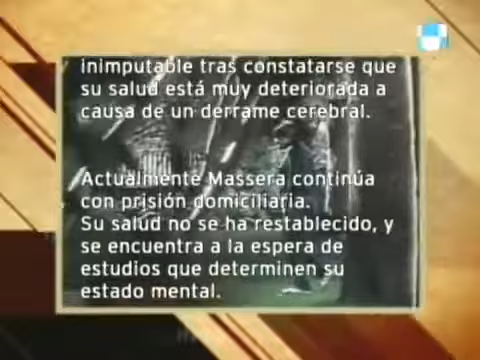 inimputable tras constatarse que
su salud está muy deteriorada a
causa de un derrame cerebral.
Actualmente Massera continúa
con prisión domiciliaria.
Su salud no se ha restablecido, y
se encuentra a la espera de
estudios que determinen su
estado mental.